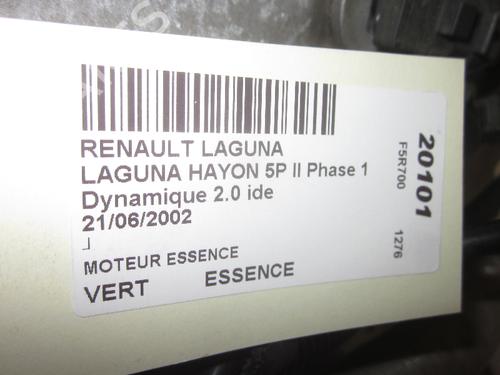 RENAULT LAGUNA
LAGUNA HAYON 5P II Phase 1
Dynamique 2.0 ide
21/06/2002
MOTEUR ESSENCE
VERT ESSENCE
20101
F5R700
1276